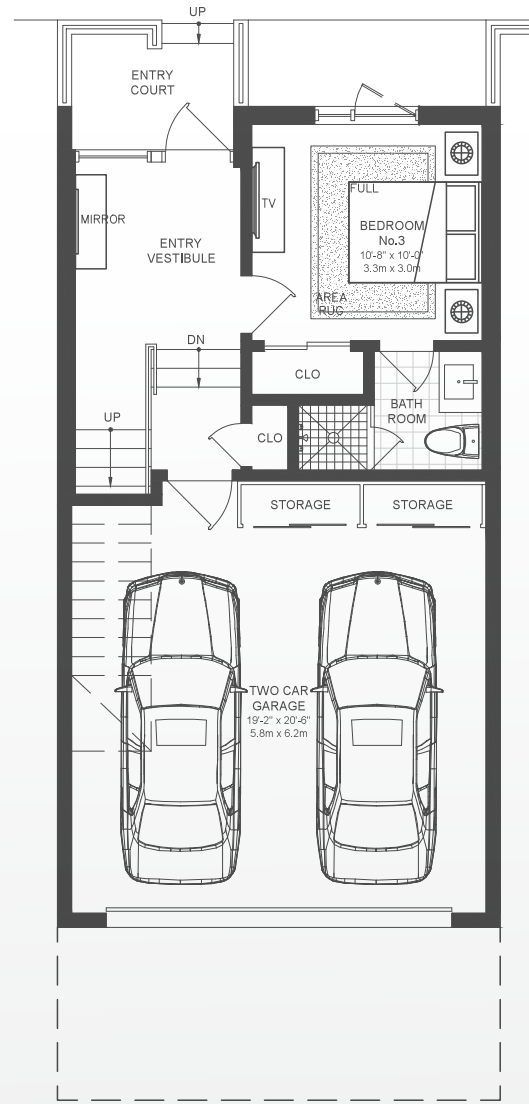 UP
ENTRY
COURT
MIRROR
TV
FULL
BEDROOM
No.3
10'-8" x 10'-0"
3.3m x 3.0m
ENTRY
VESTIBULE
AREA
RUG
DN
CLO
UP
BATH
ROOM
CLO
STORAGE
STORAGE
TWO CAR
GARAGE
19'-2" x 20'-6"
5.8m x 6.2m